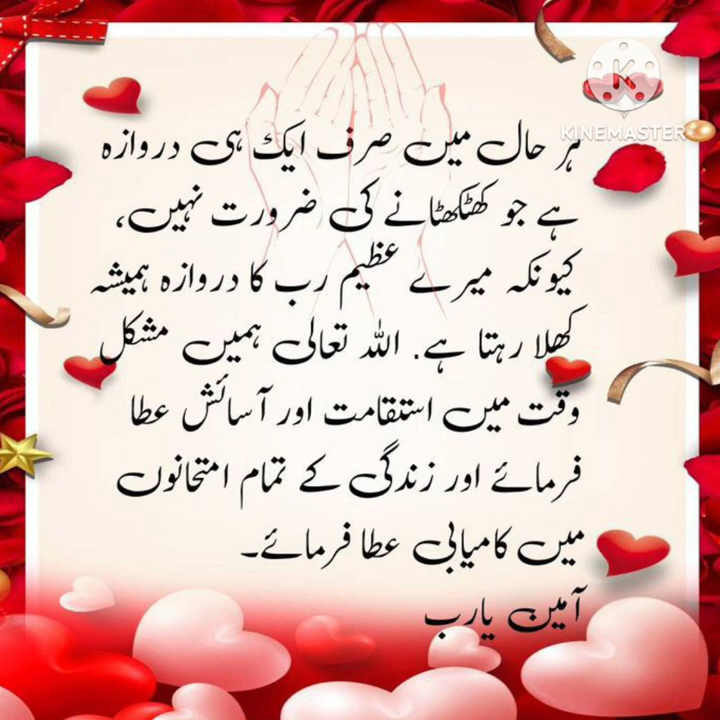 KINEMASTER
ہر حال میں صرف ایک ہی دروازہ
ہے جو کھٹکھٹانے کی ضرورت نہیں،
کیونکہ میرے عظیم رب کا دروازہ ہمیشہ
کھلا رہتا ہے. اللہ تعالیٰ ہمیں مشکل
وقت میں استقامت اور آسائش عطا
فرمائے اور زندگی کے تمام امتحانوں
میں کامیابی عطا فرمائے۔
آمین یارب